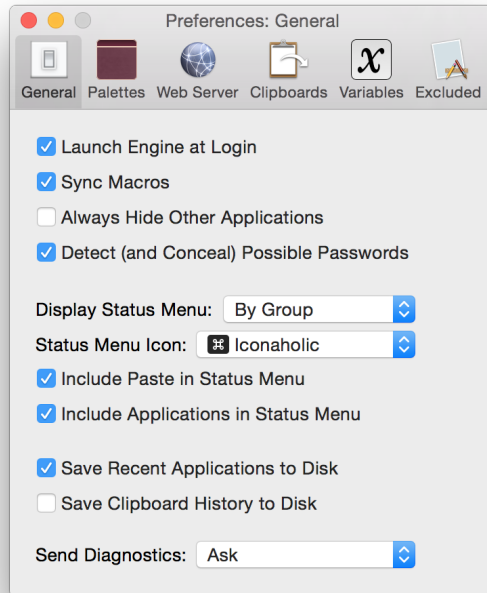 Preferences: General
General Palettes Web Server Clipboards Variables Excluded
Launch Engine at Login
Sync Macros
Always Hide Other Applications
Detect (and Conceal) Possible Passwords
Display Status Menu: By Group
Status Menu Icon: ⌘ Iconaholic
Include Paste in Status Menu
Include Applications in Status Menu
Save Recent Applications to Disk
Save Clipboard History to Disk
Send Diagnostics: Ask